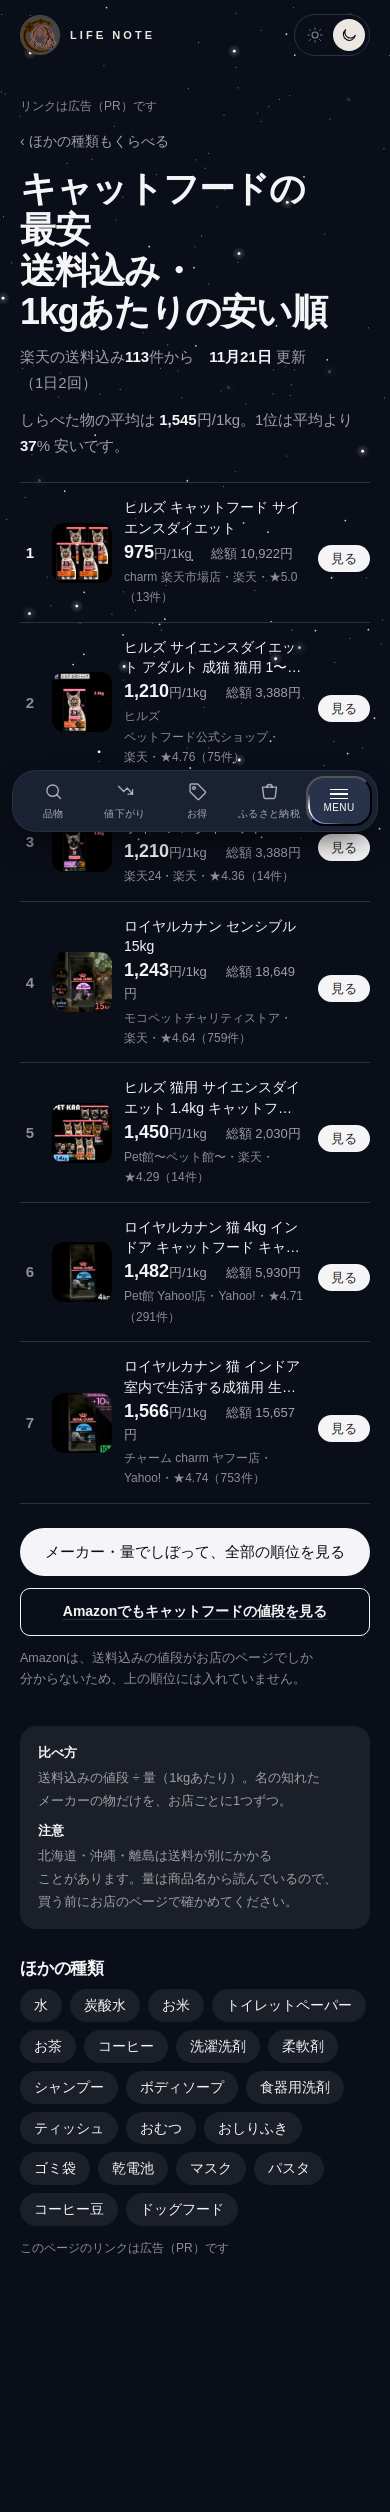 LIFE NOTE
リンクは広告（PR）です
‹ ほかの種類もくらべる
キャットフードの
最安
送料込み・
1kgあたりの安い順
楽天の送料込み113件から　11月21日 更新
（1日2回）
しらべた物の平均は 1,545円/1kg。1位は平均より
37% 安いです。
1
ヒルズ キャットフード サイ
エンスダイエット
975円/1kg　総額 10,922円
charm 楽天市場店・楽天・★5.0
（13件）
見る
2
ヒルズ サイエンスダイエッ
ト アダルト 成猫 猫用 1〜…
1,210円/1kg　総額 3,388円
ヒルズ
ペットフード公式ショップ・
楽天・★4.76（75件）
見る
品物
値下がり
お得
ふるさと納税
MENU
3
1,210円/1kg　総額 3,388円
楽天24・楽天・★4.36（14件）
見る
4
ロイヤルカナン センシブル
15kg
1,243円/1kg　総額 18,649
円
モコペットチャリティストア・
楽天・★4.64（759件）
見る
5
ヒルズ 猫用 サイエンスダイ
エット 1.4kg キャットフ…
1,450円/1kg　総額 2,030円
Pet館〜ペット館〜・楽天・
★4.29（14件）
見る
6
ロイヤルカナン 猫 4kg イン
ドア キャットフード キャ…
1,482円/1kg　総額 5,930円
Pet館 Yahoo!店・Yahoo!・★4.71
（291件）
見る
7
ロイヤルカナン 猫 インドア
室内で生活する成猫用 生…
1,566円/1kg　総額 15,657
円
チャーム charm ヤフー店・
Yahoo!・★4.74（753件）
見る
メーカー・量でしぼって、全部の順位を見る
Amazonでもキャットフードの値段を見る
Amazonは、送料込みの値段がお店のページでしか
分からないため、上の順位には入れていません。
比べ方
送料込みの値段 ÷ 量（1kgあたり）。名の知れた
メーカーの物だけを、お店ごとに1つずつ。
注意
北海道・沖縄・離島は送料が別にかかる
ことがあります。量は商品名から読んでいるので、
買う前にお店のページで確かめてください。
ほかの種類
水
炭酸水
お米
トイレットペーパー
お茶
コーヒー
洗濯洗剤
柔軟剤
シャンプー
ボディソープ
食器用洗剤
ティッシュ
おむつ
おしりふき
ゴミ袋
乾電池
マスク
パスタ
コーヒー豆
ドッグフード
このページのリンクは広告（PR）です